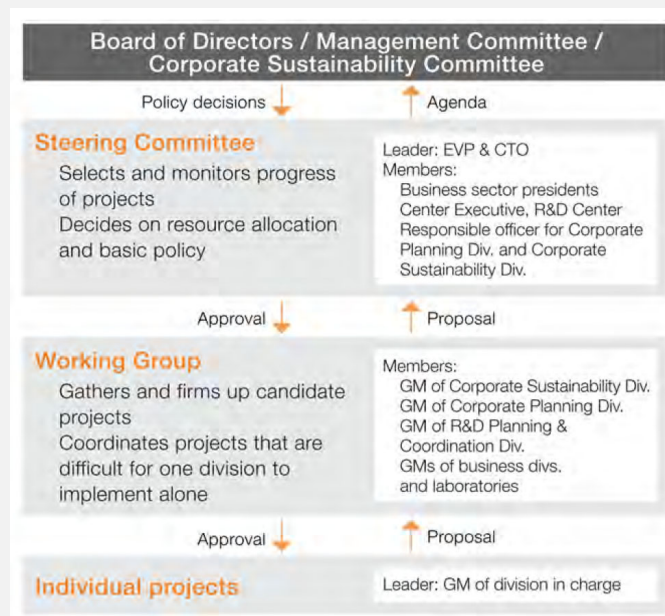 Board of Directors / Management Committee /
Corporate Sustainability Committee
Policy decisions
Agenda
Steering Committee
Selects and monitors progress
of projects
Decides on resource allocation
and basic policy
Leader: EVP & CTO
Members:
Business sector presidents
Center Executive, R&D Center
Responsible officer for Corporate
Planning Div. and Corporate
Sustainability Div.
Approval
Proposal
Working Group
Gathers and firms up candidate
projects
Coordinates projects that are
difficult for one division to
implement alone
Members:
GM of Corporate Sustainability Div.
GM of Corporate Planning Div.
GM of R&D Planning &
Coordination Div.
GMs of business divs.
and laboratories
Approval
Proposal
Individual projects
Leader: GM of division in charge